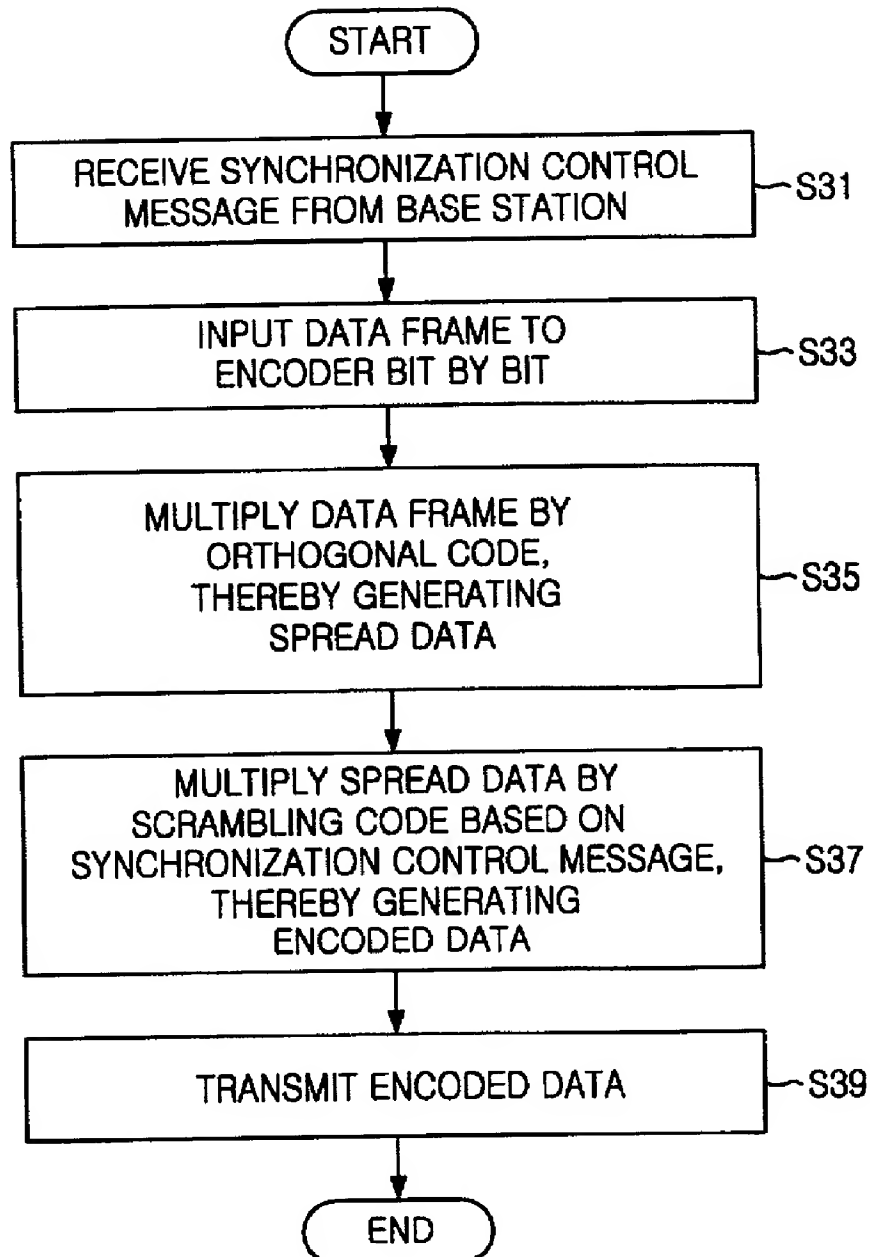 START
RECEIVE SYNCHRONIZATION CONTROL
MESSAGE FROM BASE STATION
S31
INPUT DATA FRAME TO
ENCODER BIT BY BIT
S33
MULTIPLY DATA FRAME BY
ORTHOGONAL CODE,
THEREBY GENERATING
SPREAD DATA
S35
MULTIPLY SPREAD DATA BY
SCRAMBLING CODE BASED ON
SYNCHRONIZATION CONTROL MESSAGE,
THEREBY GENERATING
ENCODED DATA
S37
TRANSMIT ENCODED DATA
S39
END